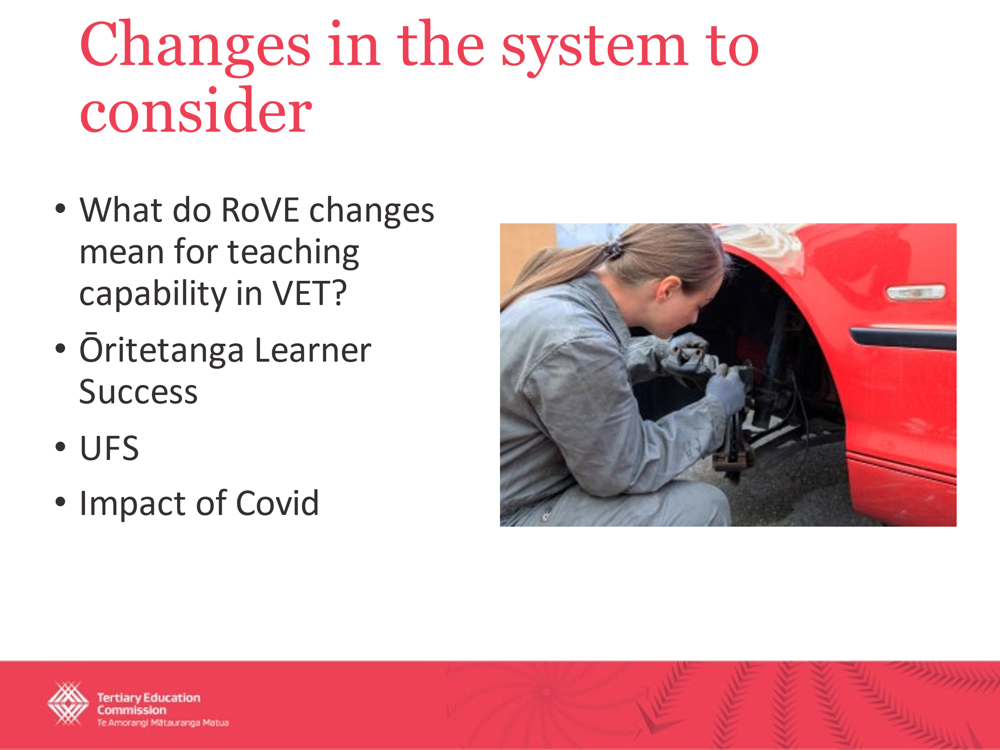 Changes in the system to
consider
• What do RoVE changes
mean for teaching
capability in VET?
• Ōritetanga Learner
Success
• UFS
• Impact of Covid
Tertiary Education
Commission
Te Amorangi Mātauranga Matua